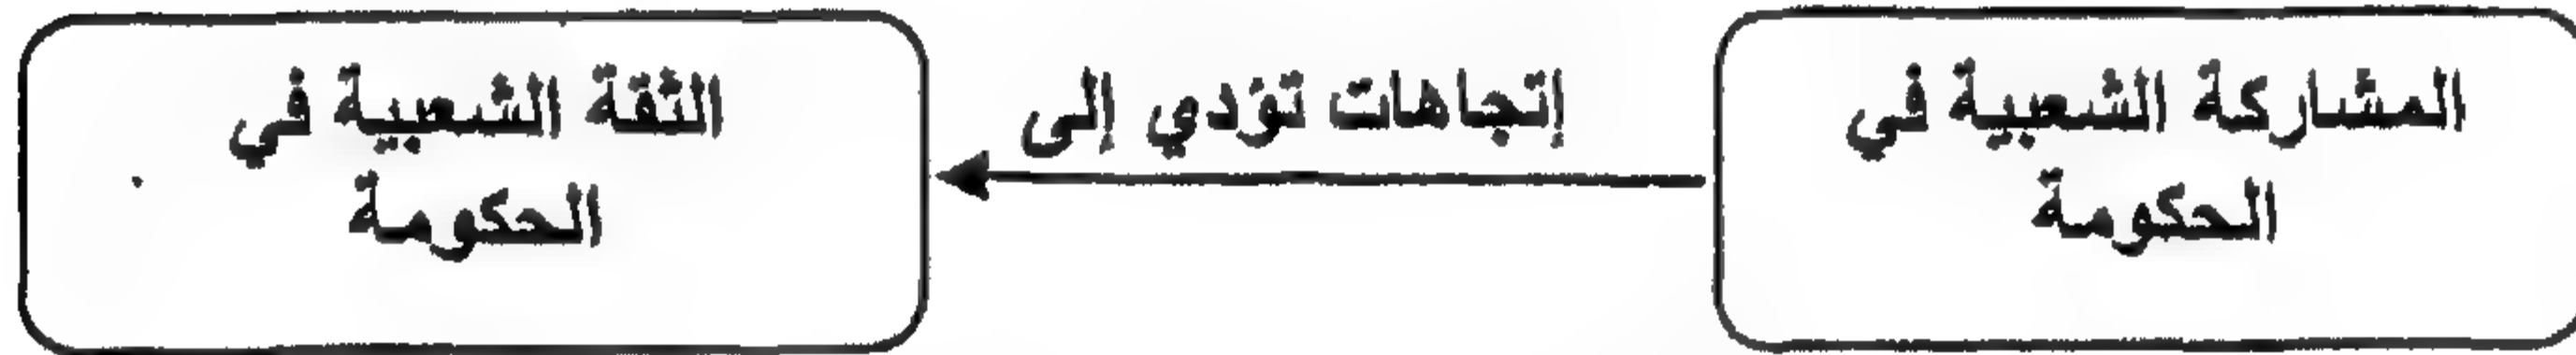 المشاركة الشعبية في
الحكومة
إتجاهات تؤدي إلى
الثقة الشعبية في
الحكومة